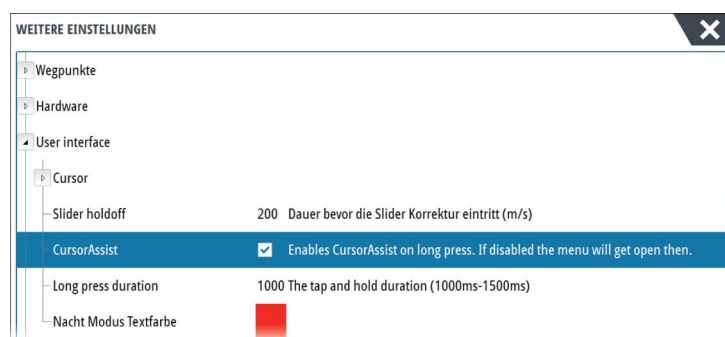 WEITERE EINSTELLUNGEN
Wegpunkte
Hardware
User interface
Cursor
Slider holdoff 200 Dauer bevor die Slider Korrektur eintritt (m/s)
CursorAssist Enables CursorAssist on long press. If disabled the menu will get open then.
Long press duration 1000 The tap and hold duration (1000ms-1500ms)
Nacht Modus Textfarbe